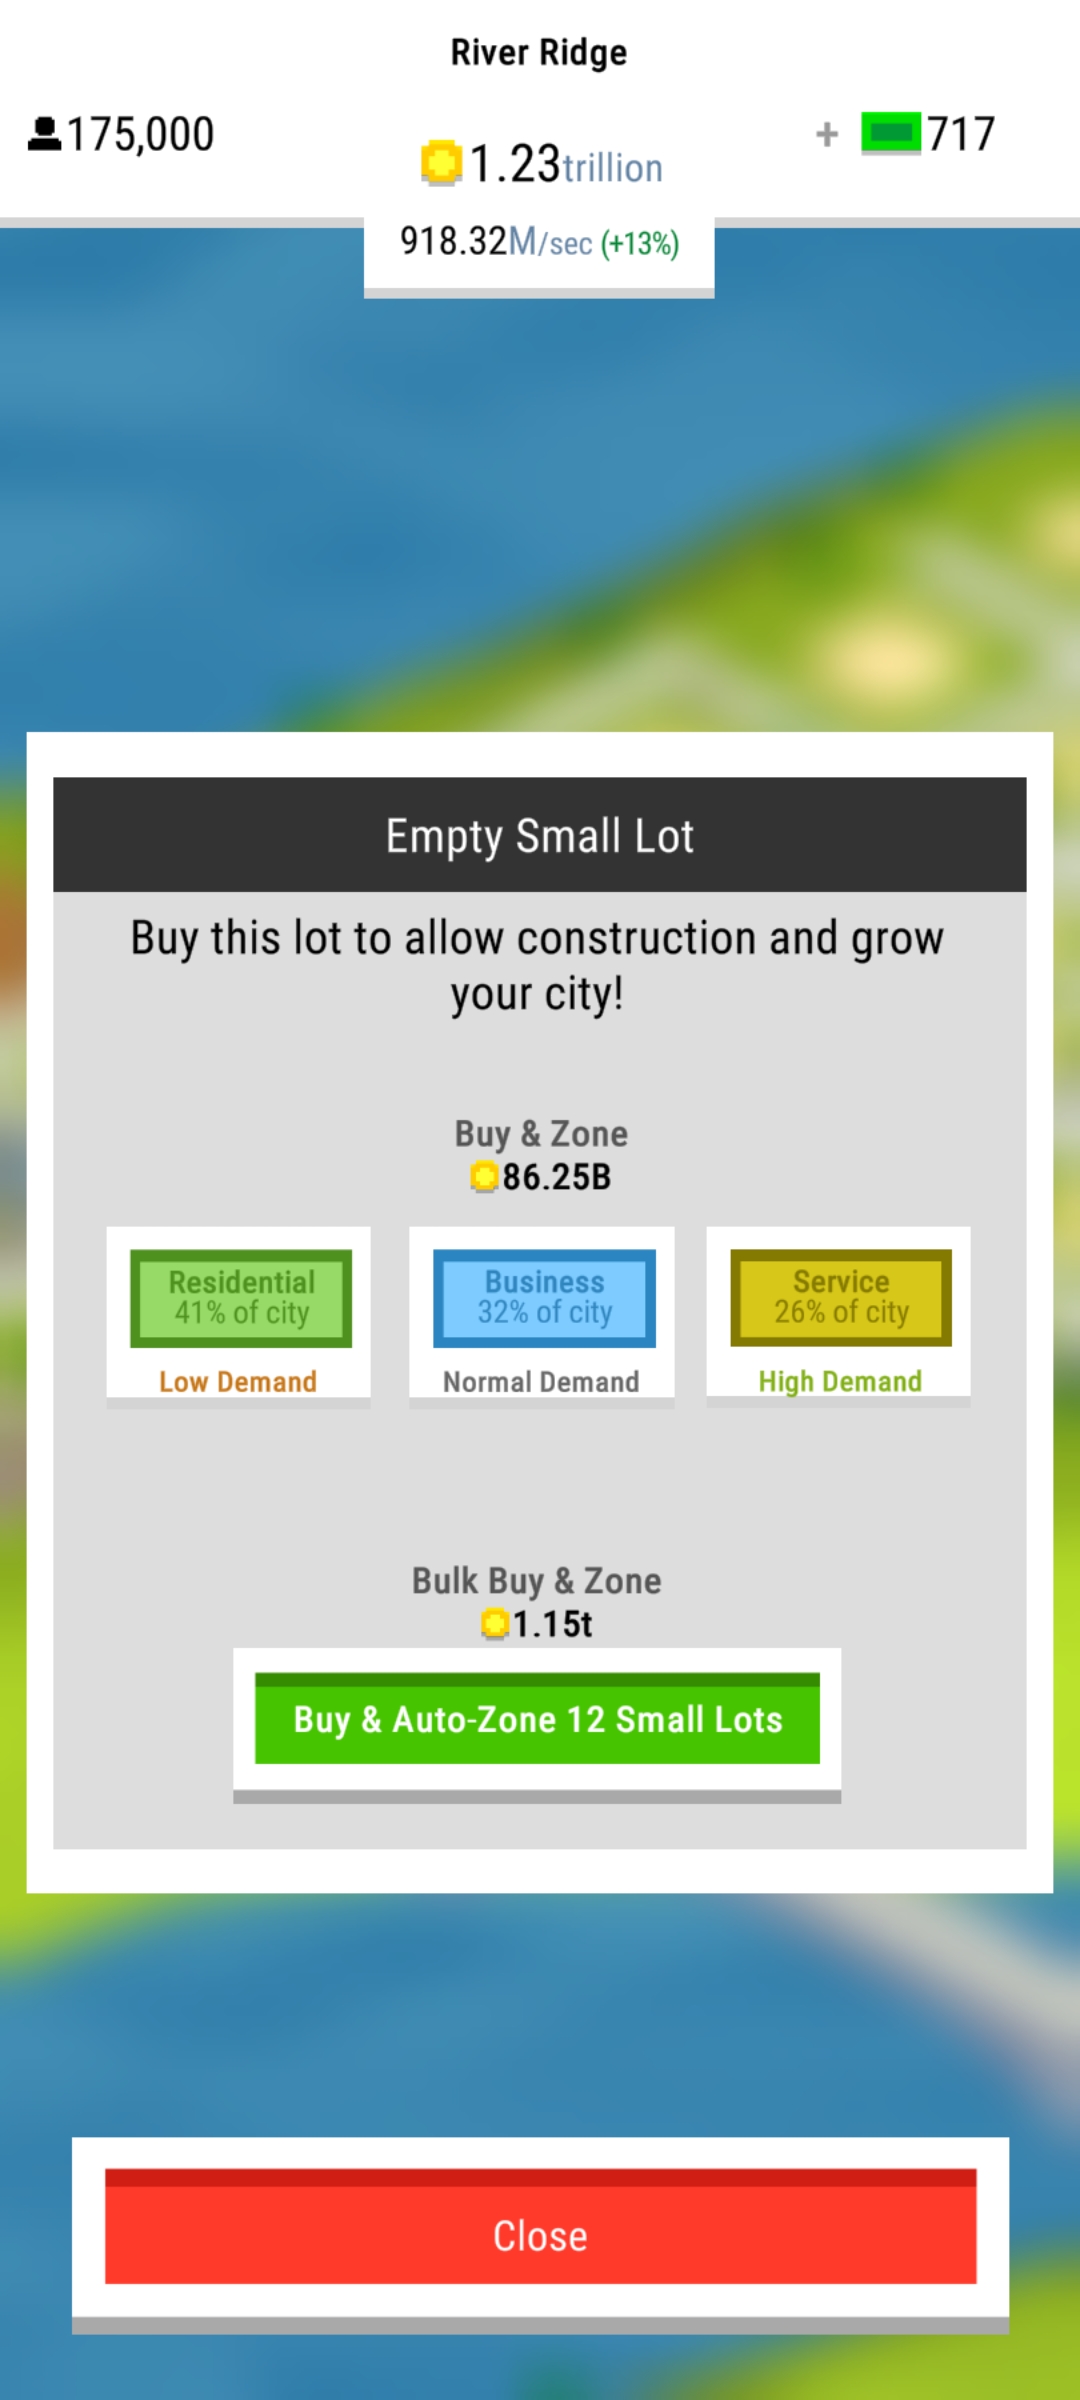 River Ridge
175,000
1.23trillion
+ 717
918.32M/sec (+13%)
Empty Small Lot
Buy this lot to allow construction and grow
your city!
Buy & Zone
86.25B
Residential
41% of city
Low Demand
Business
32% of city
Normal Demand
Service
26% of city
High Demand
Bulk Buy & Zone
1.15t
Buy & Auto-Zone 12 Small Lots
Close